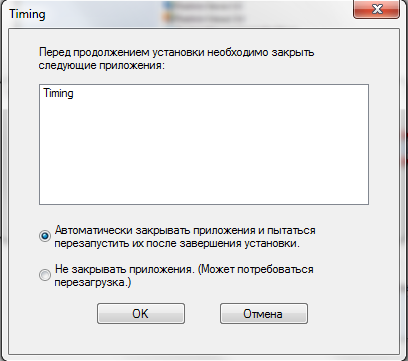 Timing
Перед продолжением установки необходимо закрыть
следующие приложения:
Timing
Автоматически закрывать приложения и пытаться
перезапустить их после завершения установки.
Не закрывать приложения. (Может потребоваться
перезагрузка.)
OK
Отмена